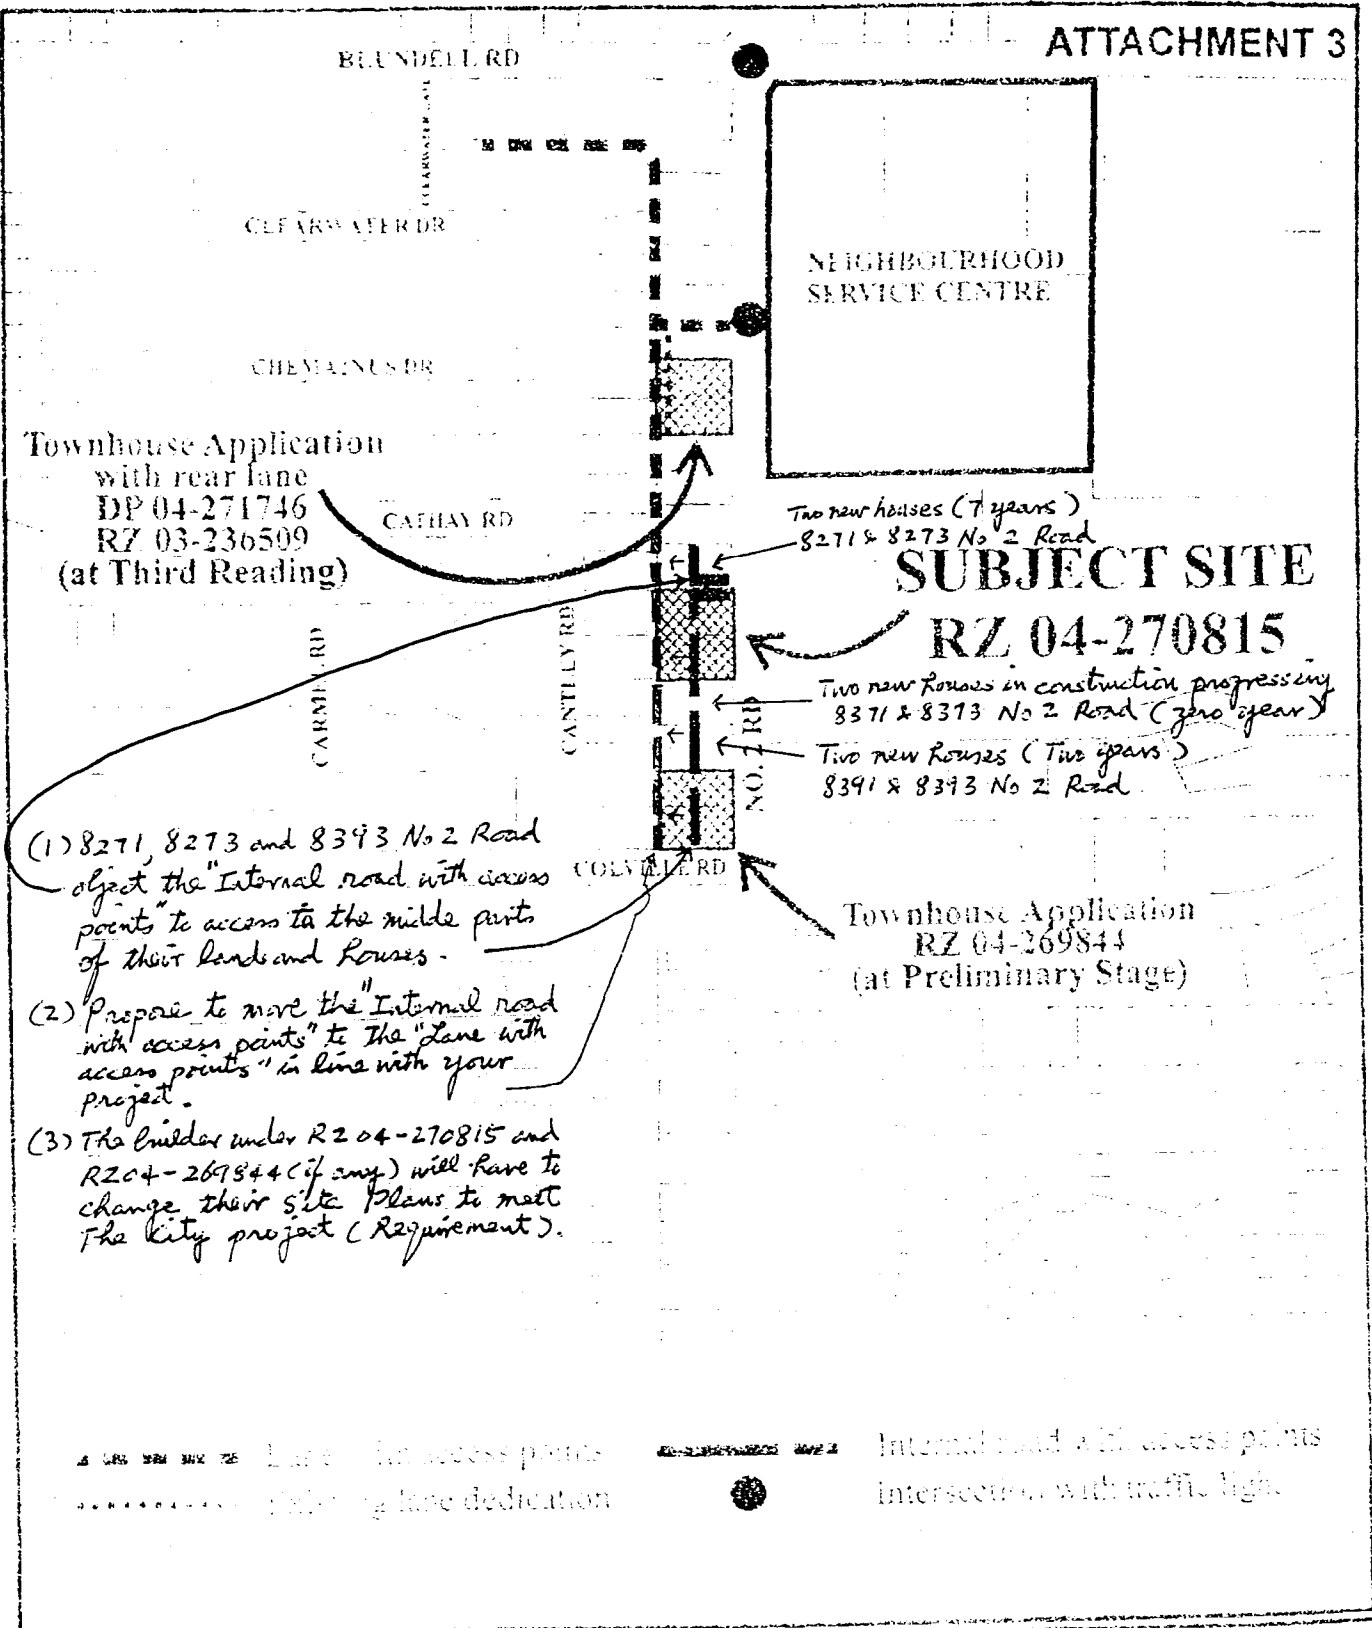 ATTACHMENT 3
BLUNDELL RD
CLEARWATER DR
NEIGHBOURHOOD
SERVICE CENTRE
CHEMAINUS DR
Townhouse Application
with rear lane
DP 04-271746
RZ 03-236509
(at Third Reading)
CATHAY RD
Two new houses (7 years)
8271 & 8273 No 2 Road
SUBJECT SITE
RZ 04-270815
CARMEL RD
CANTLEY RD
NO. 2 RD
Two new houses in construction progressing
8371 & 8373 No 2 Road (zero year)
Two new houses (Two years)
8391 & 8393 No 2 Road
COLVILLE RD
Townhouse Application
RZ 04-269844
(at Preliminary Stage)
(1) 8271, 8273 and 8393 No 2 Road
object the "Internal road with access
points" to access to the midde parts
of their land and houses.
(2) Propose to move the "Internal road
with access points" to the "Lane with
access points" in line with your
project.
(3) The builder under RZ 04-270815 and
RZ04-269844 (if any) will have to
change their Site Plans to meet
The City project (Requirement).
access points
lane dedication
Internal road with access points
intersection with traffic light